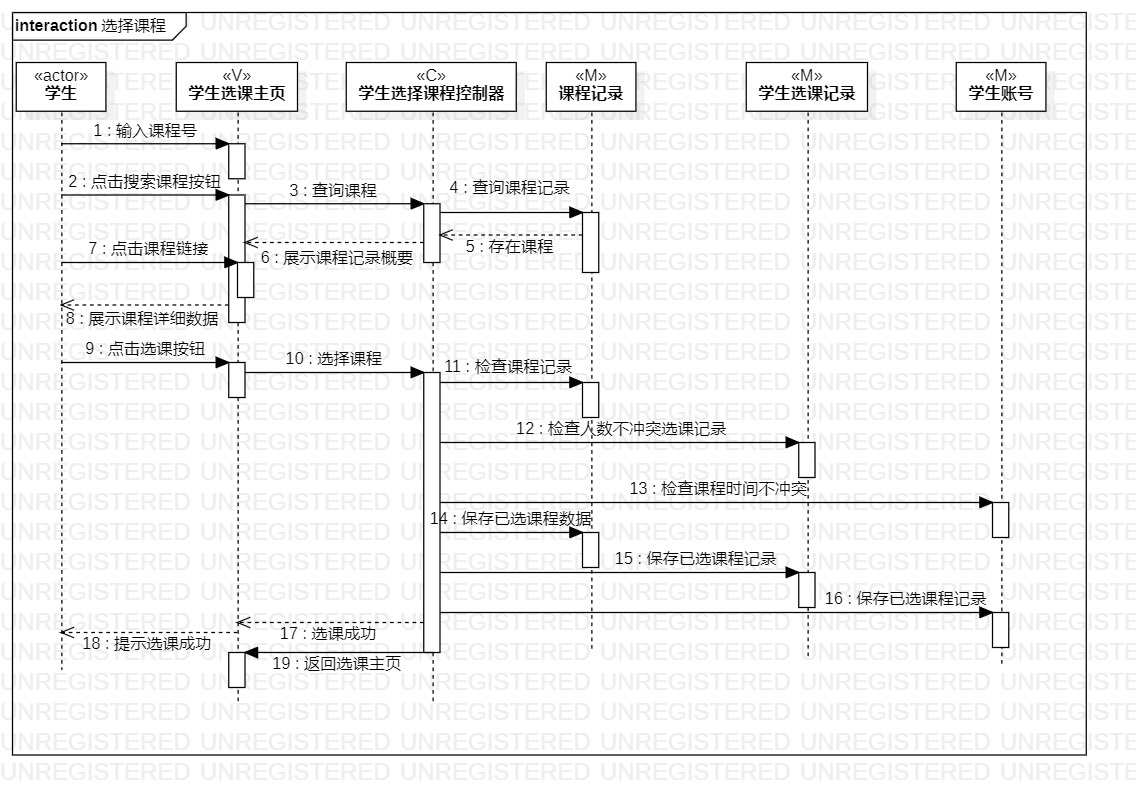 interaction 选择课程
«actor»
学生
«V»
学生选课主页
«C»
学生选择课程控制器
«M»
课程记录
«M»
学生选课记录
«M»
学生账号
1 : 输入课程号
2 : 点击搜索课程按钮
3 : 查询课程
4 : 查询课程记录
5 : 存在课程
6 : 展示课程记录概要
7 : 点击课程链接
8 : 展示课程详细数据
9 : 点击选课按钮
10 : 选择课程
11 : 检查课程记录
12 : 检查人数不冲突选课记录
13 : 检查课程时间不冲突
14 : 保存已选课程数据
15 : 保存已选课程记录
16 : 保存已选课程记录
17 : 选课成功
18 : 提示选课成功
19 : 返回选课主页
UNREGISTERED